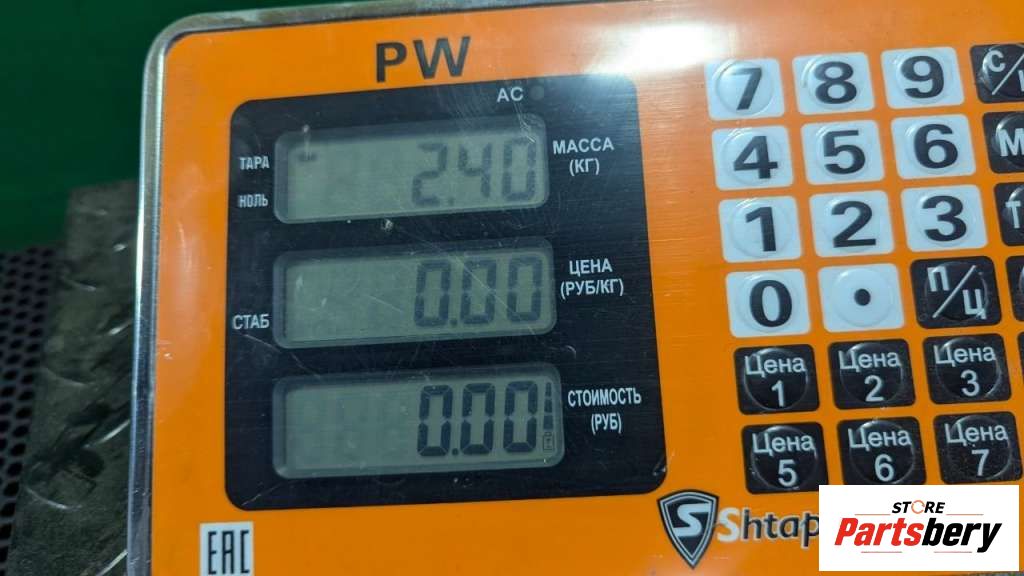 PW
AC
ТАРА
НОЛЬ
2.40
МАССА
(КГ)
0.00
ЦЕНА
(РУБ/КГ)
СТАБ
0.00
СТОИМОСТЬ
(РУБ)
7 8 9 С/
4 5 6 М
1 2 3 Т
0 . П/Ц
Цена 1 Цена 2 Цена 3
Цена 5 Цена 6 Цена 7
EAC
S Shtap
STORE
Partsbery